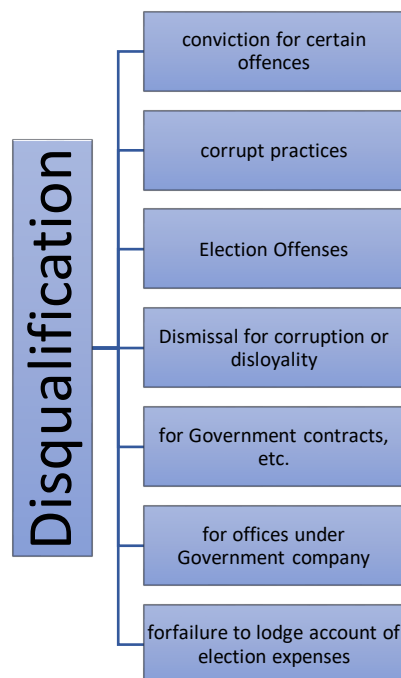 Disqualification
conviction for certain
offences
corrupt practices
Election Offenses
Dismissal for corruption or
disloyality
for Government contracts,
etc.
for offices under
Government company
forfailure to lodge account of
election expenses